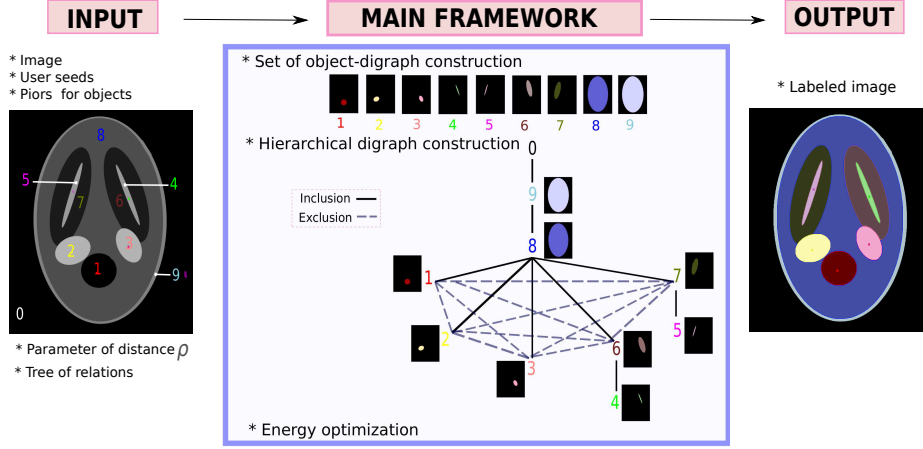 INPUT
MAIN FRAMEWORK
OUTPUT
* Image
* User seeds
* Piors for objects
8
5
4
7
6
2
3
1
9
0
* Parameter of distance ρ
* Tree of relations
* Set of object-digraph construction
1 2 3 4 5 6 7 8 9
* Hierarchical digraph construction
0
Inclusion
Exclusion
9
8
1
7
2
5
6
3
4
* Energy optimization
* Labeled image